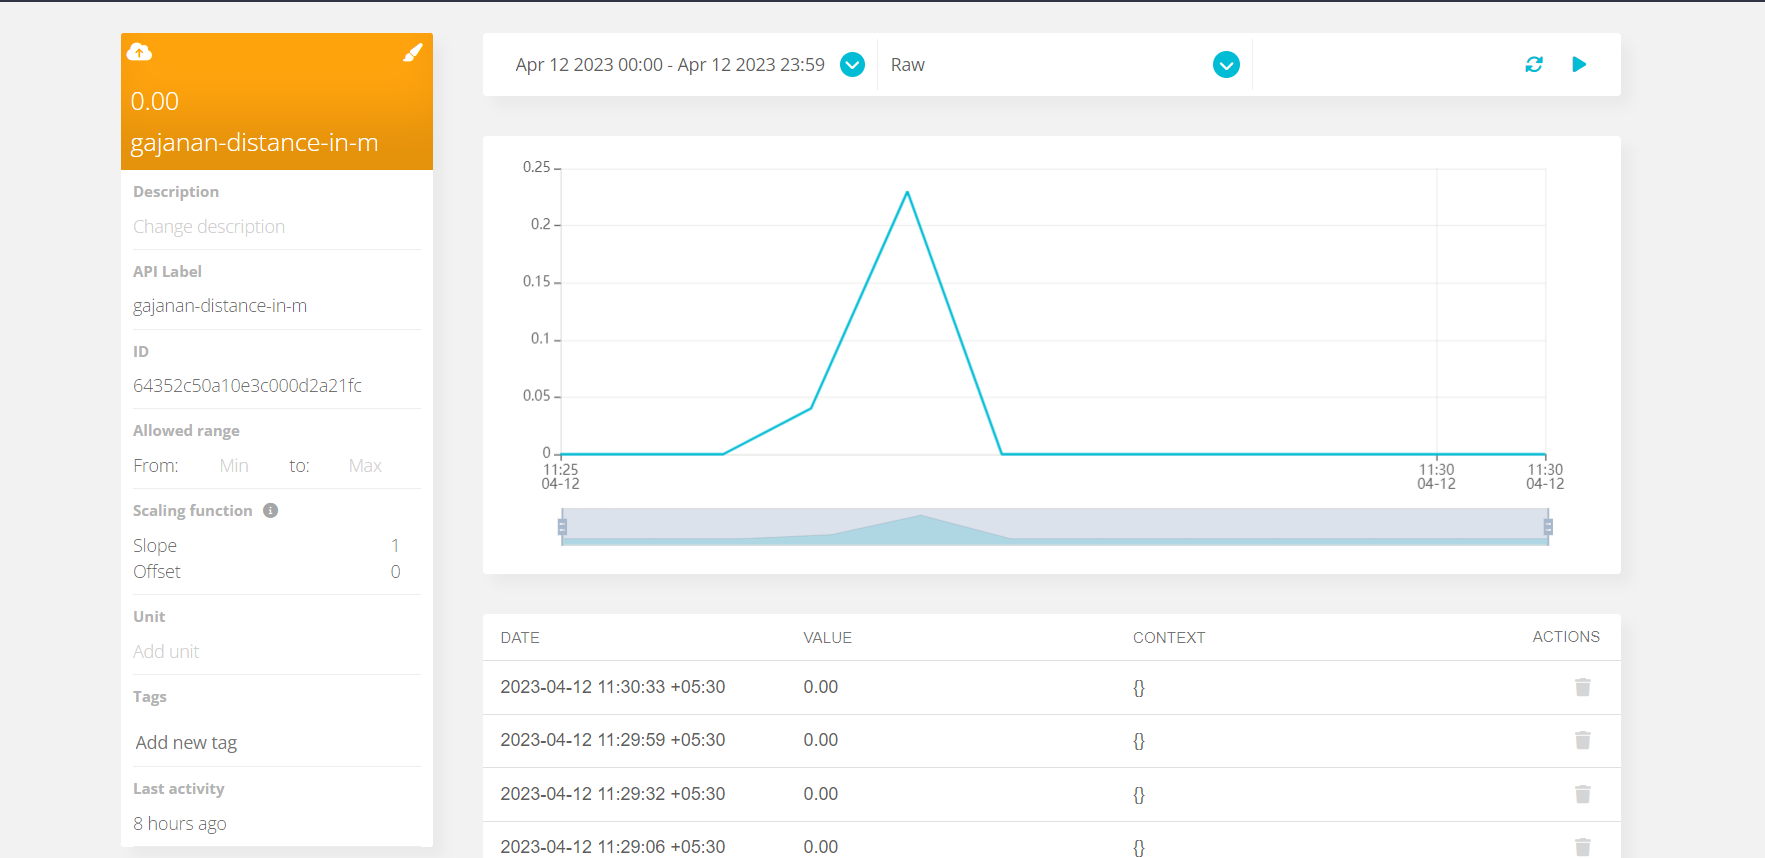 0.00
gajanan-distance-in-m
Description
Change description
API Label
gajanan-distance-in-m
ID
64352c50a10e3c000d2a21fc
Allowed range
From: Min to: Max
Scaling function
Slope 1
Offset 0
Unit
Add unit
Tags
Add new tag
Last activity
8 hours ago
Apr 12 2023 00:00 - Apr 12 2023 23:59
Raw
0.25
0.2
0.15
0.1
0.05
0
11:25 11:30 11:30
04-12 04-12 04-12
DATE VALUE CONTEXT ACTIONS
2023-04-12 11:30:33 +05:30 0.00 {}
2023-04-12 11:29:59 +05:30 0.00 {}
2023-04-12 11:29:32 +05:30 0.00 {}
2023-04-12 11:29:06 +05:30 0.00 {}